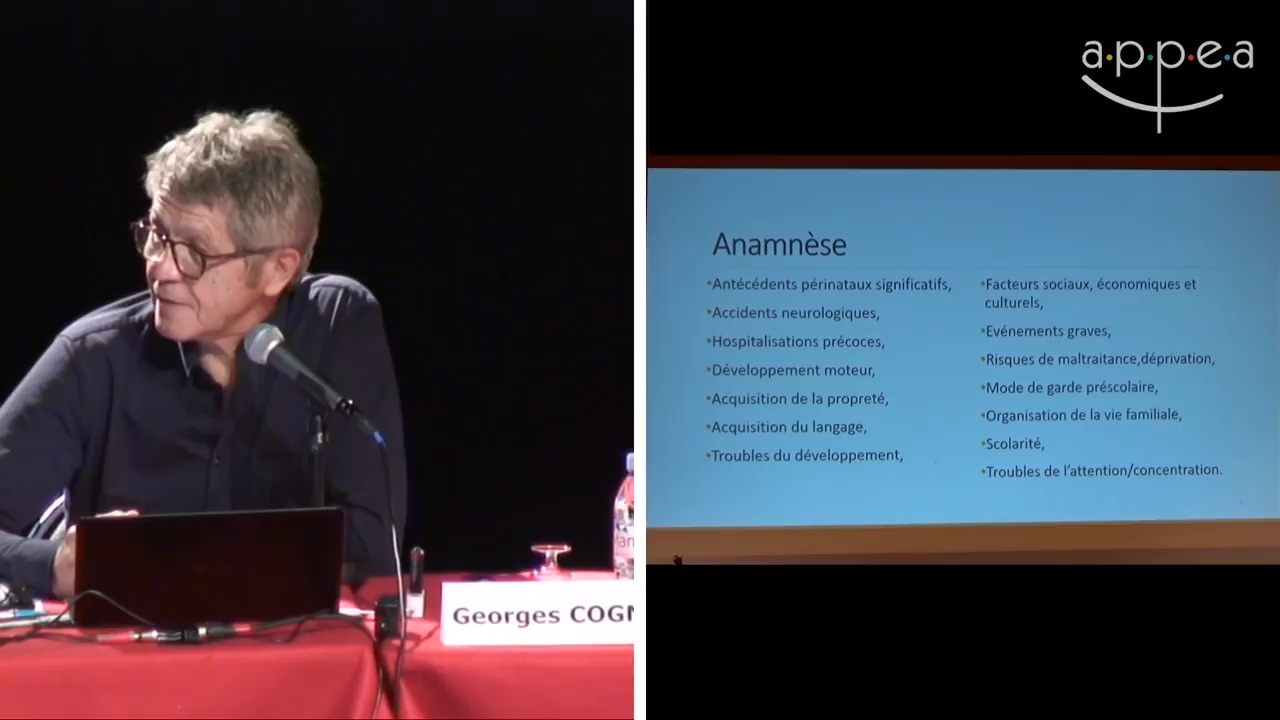 a.p.p.e.a
Anamnèse
•Antécédents périnataux significatifs,
•Accidents neurologiques,
•Hospitalisations précoces,
•Développement moteur,
•Acquisition de la propreté,
•Acquisition du langage,
•Troubles du développement,
•Facteurs sociaux, économiques et
culturels,
•Evénements graves,
•Risques de maltraitance,déprivation,
•Mode de garde préscolaire,
•Organisation de la vie familiale,
•Scolarité,
•Troubles de l'attention/concentration.
Georges COGN